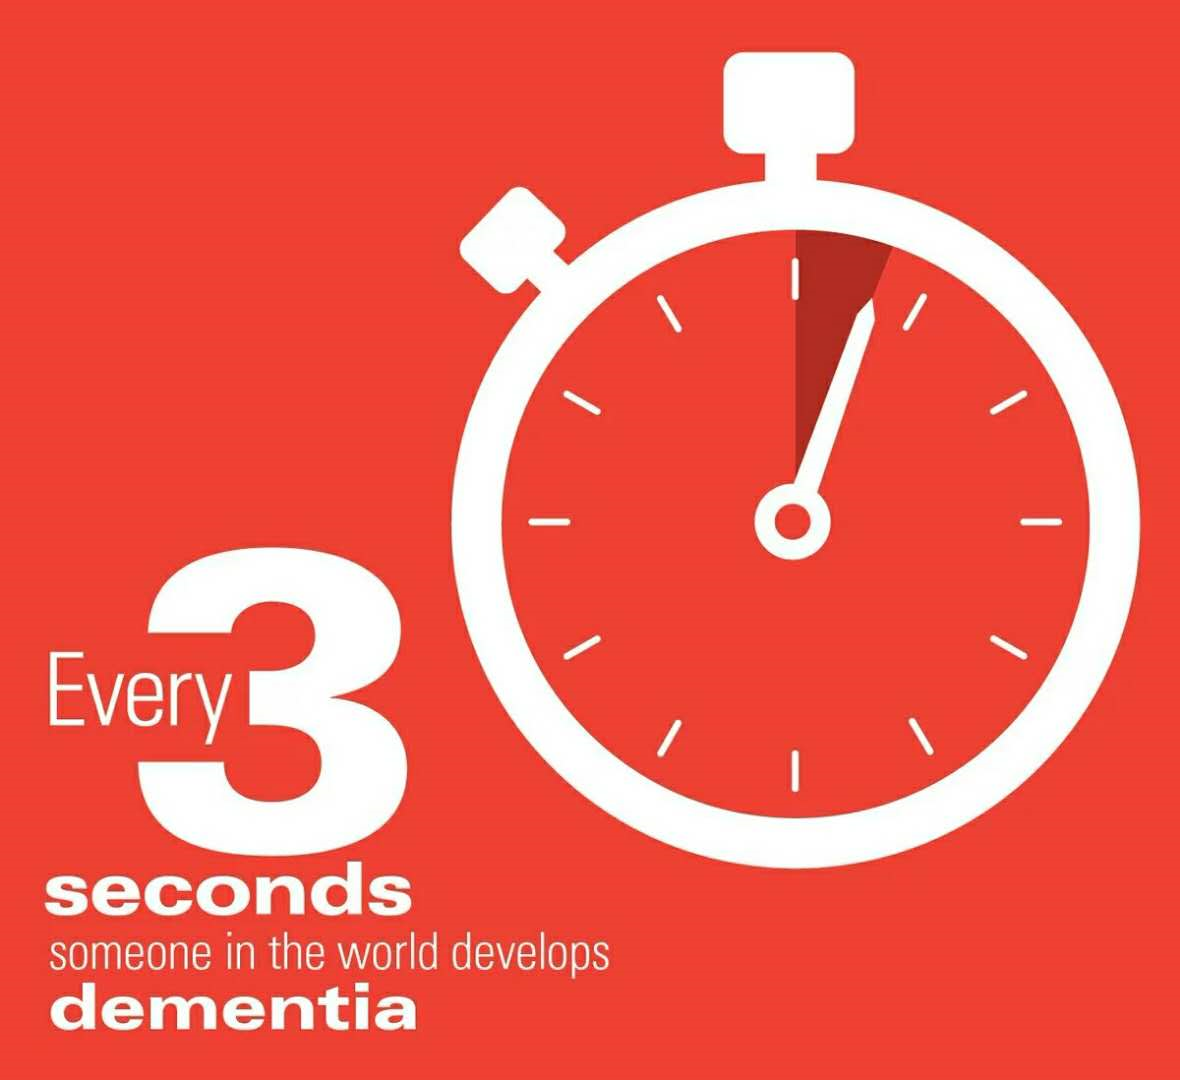 Every 3
seconds
someone in the world develops
dementia